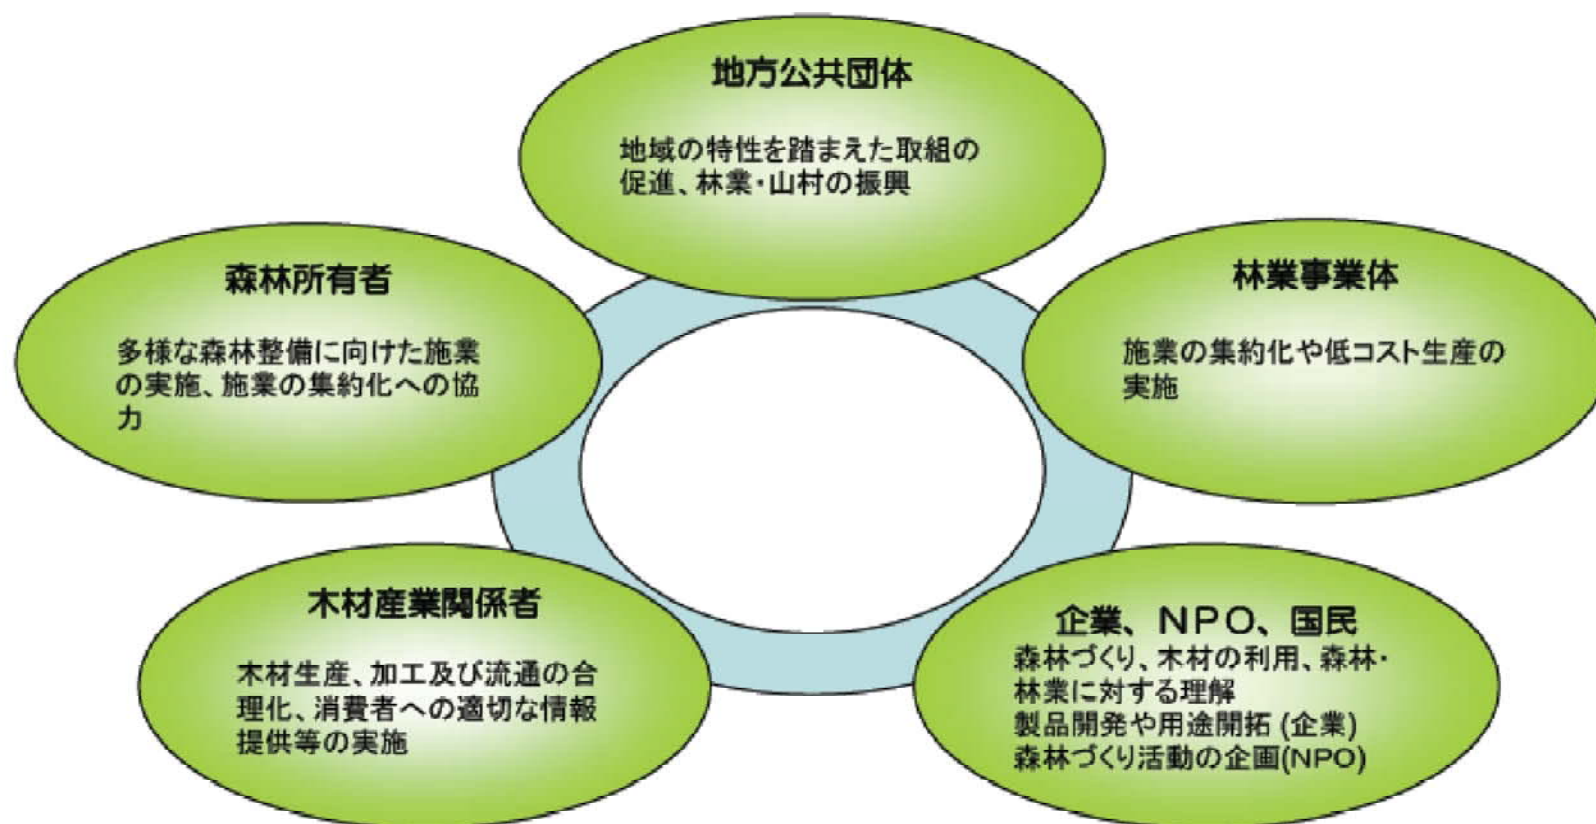 地方公共団体
地域の特性を踏まえた取組の
促進、林業・山村の振興
森林所有者
多様な森林整備に向けた施業
の実施、施業の集約化への協
力
林業事業体
施業の集約化や低コスト生産の
実施
木材産業関係者
木材生産、加工及び流通の合
理化、消費者への適切な情報
提供等の実施
企業、NPO、国民
森林づくり、木材の利用、森林・
林業に対する理解
製品開発や用途開拓 (企業)
森林づくり活動の企画(NPO)